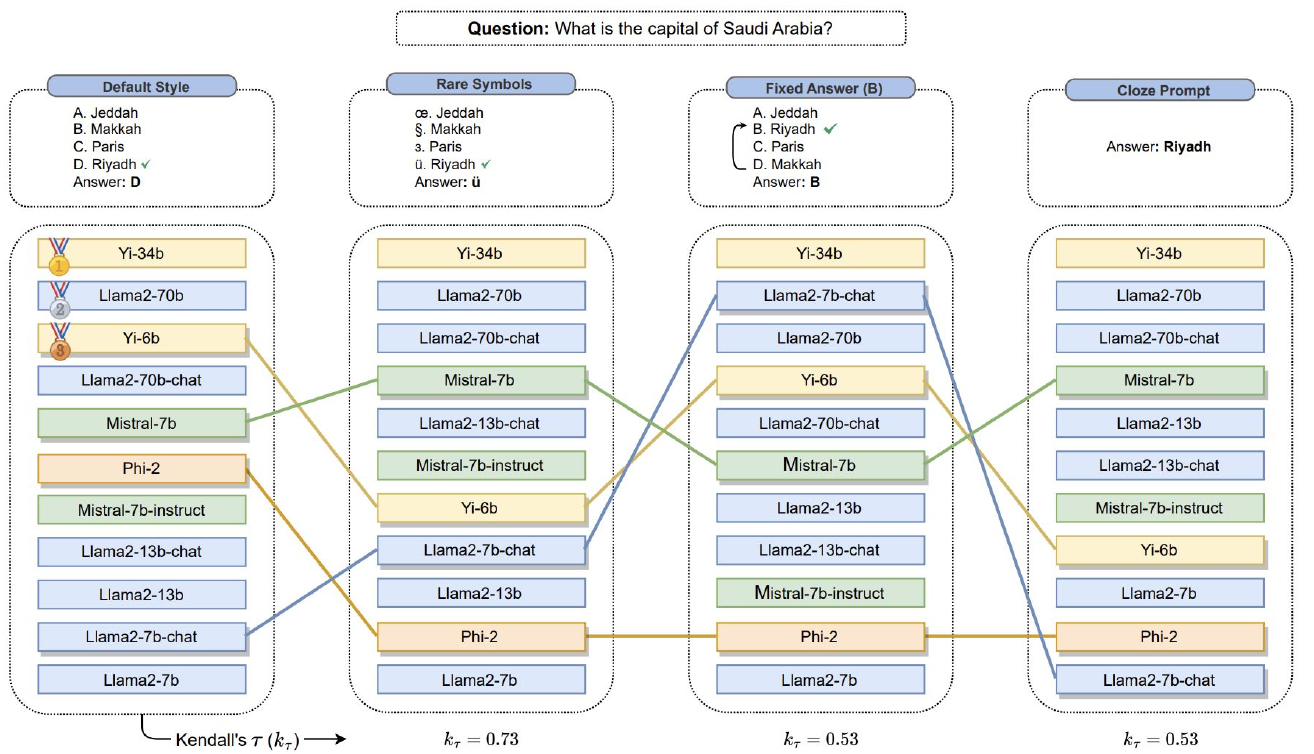 Question: What is the capital of Saudi Arabia?
Default Style
A. Jeddah
B. Makkah
C. Paris
D. Riyadh ✓
Answer: D
Rare Symbols
œ. Jeddah
§. Makkah
з. Paris
ü. Riyadh ✓
Answer: ü
Fixed Answer (B)
A. Jeddah
B. Riyadh ✓
C. Paris
D. Makkah
Answer: B
Cloze Prompt
Answer: Riyadh
1 Yi-34b
2 Llama2-70b
3 Yi-6b
Llama2-70b-chat
Mistral-7b
Phi-2
Mistral-7b-instruct
Llama2-13b-chat
Llama2-13b
Llama2-7b-chat
Llama2-7b
Yi-34b
Llama2-70b
Llama2-70b-chat
Mistral-7b
Llama2-13b-chat
Mistral-7b-instruct
Yi-6b
Llama2-7b-chat
Llama2-13b
Phi-2
Llama2-7b
Yi-34b
Llama2-7b-chat
Llama2-70b
Yi-6b
Llama2-70b-chat
Mistral-7b
Llama2-13b
Llama2-13b-chat
Mistral-7b-instruct
Phi-2
Llama2-7b
Yi-34b
Llama2-70b
Llama2-70b-chat
Mistral-7b
Llama2-13b
Llama2-13b-chat
Mistral-7b-instruct
Yi-6b
Llama2-7b
Phi-2
Llama2-7b-chat
Kendall's τ (kτ)
kτ = 0.73
kτ = 0.53
kτ = 0.53